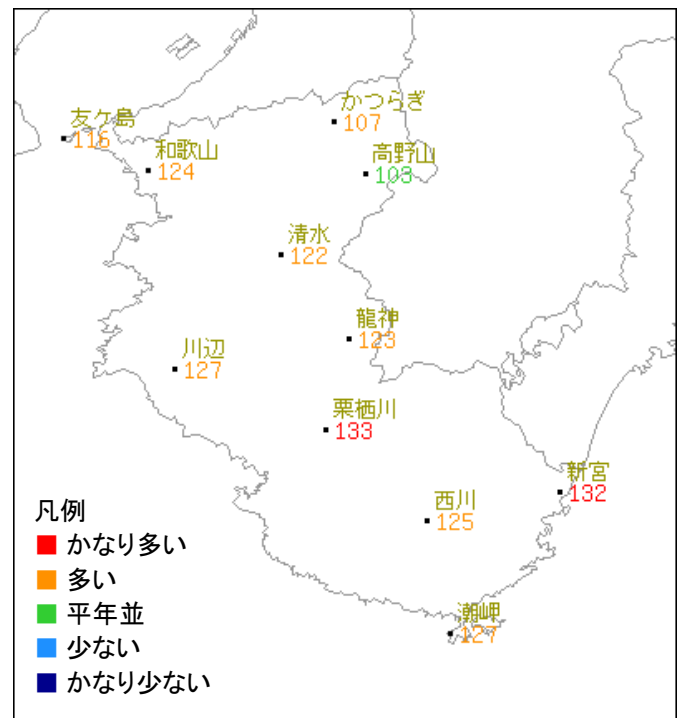 かつらぎ
107
友ケ島
116
和歌山
124
高野山
103
清水
122
龍神
123
川辺
127
栗栖川
133
新宮
132
西川
125
潮岬
127
凡例
かなり多い
多い
平年並
少ない
かなり少ない